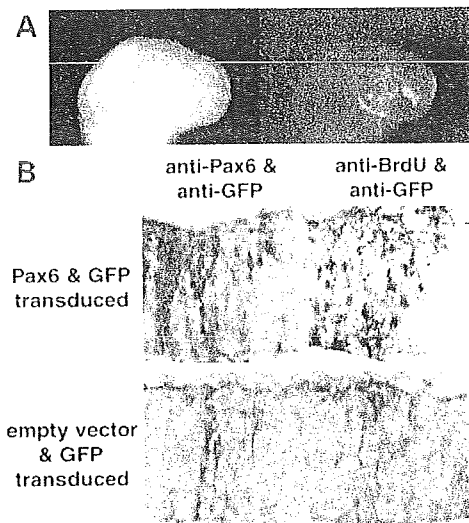 A
B
anti-Pax6 &
anti-GFP
anti-BrdU &
anti-GFP
Pax6 & GFP
transduced
empty vector
& GFP
transduced